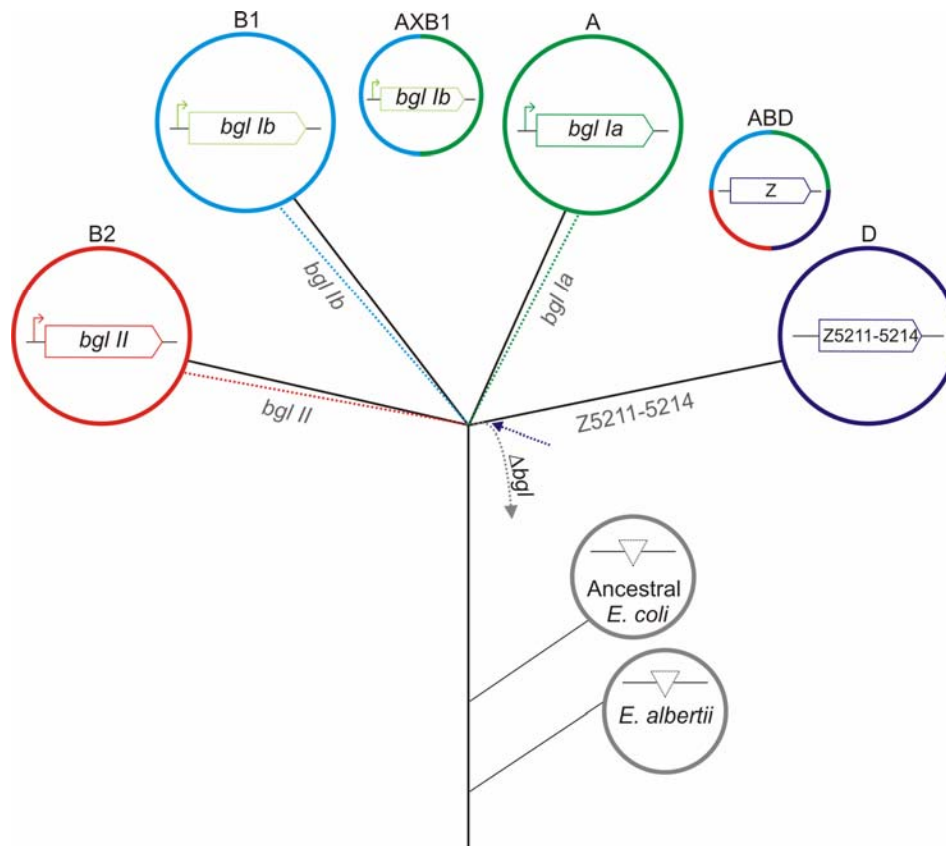 B1
AXB1
A
bgl Ib
bgl Ib
bgl Ia
ABD
Z
B2
D
bgl Ib
bgl Ia
bgl II
Z5211-5214
bgl II
Z5211-5214
Δbgl
Ancestral
E. coli
E. albertii